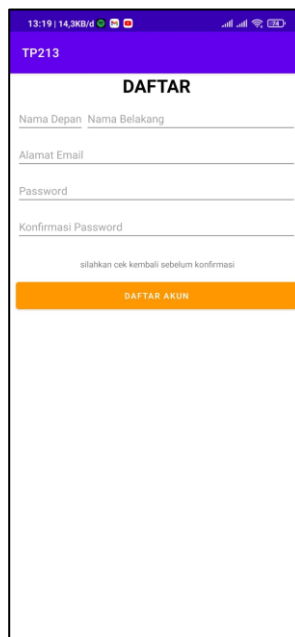 13:19 | 14,3KB/d
TP213
DAFTAR
Nama Depan Nama Belakang
Alamat Email
Password
Konfirmasi Password
silahkan cek kembali sebelum konfirmasi
DAFTAR AKUN